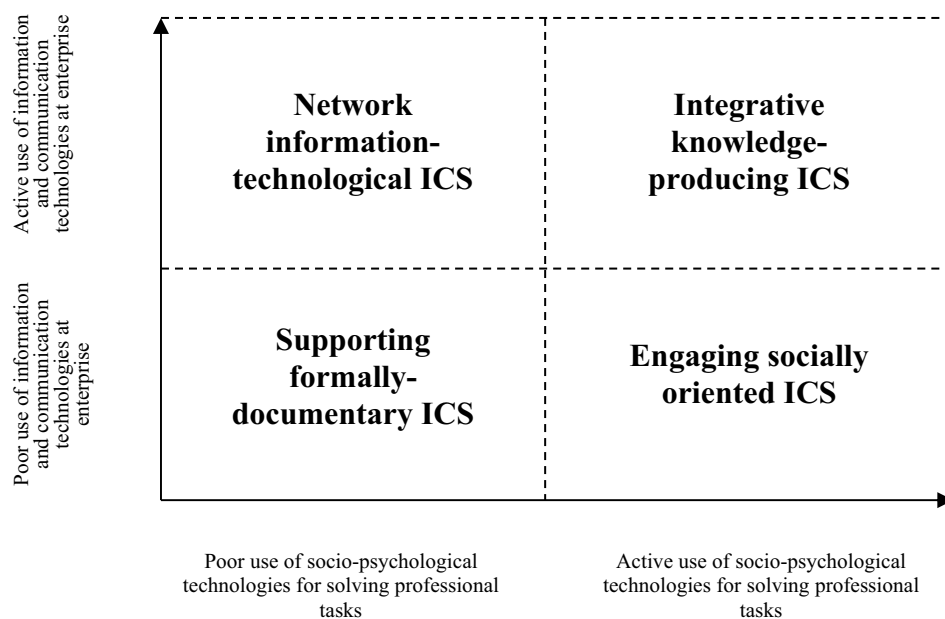 Active use of information
and communication
technologies at enterprise
Network
information-
technological ICS
Integrative
knowledge-
producing ICS
Poor use of information
and communication
technologies at
enterprise
Supporting
formally-
documentary ICS
Engaging socially
oriented ICS
Poor use of socio-psychological
technologies for solving professional
tasks
Active use of socio-psychological
technologies for solving professional
tasks